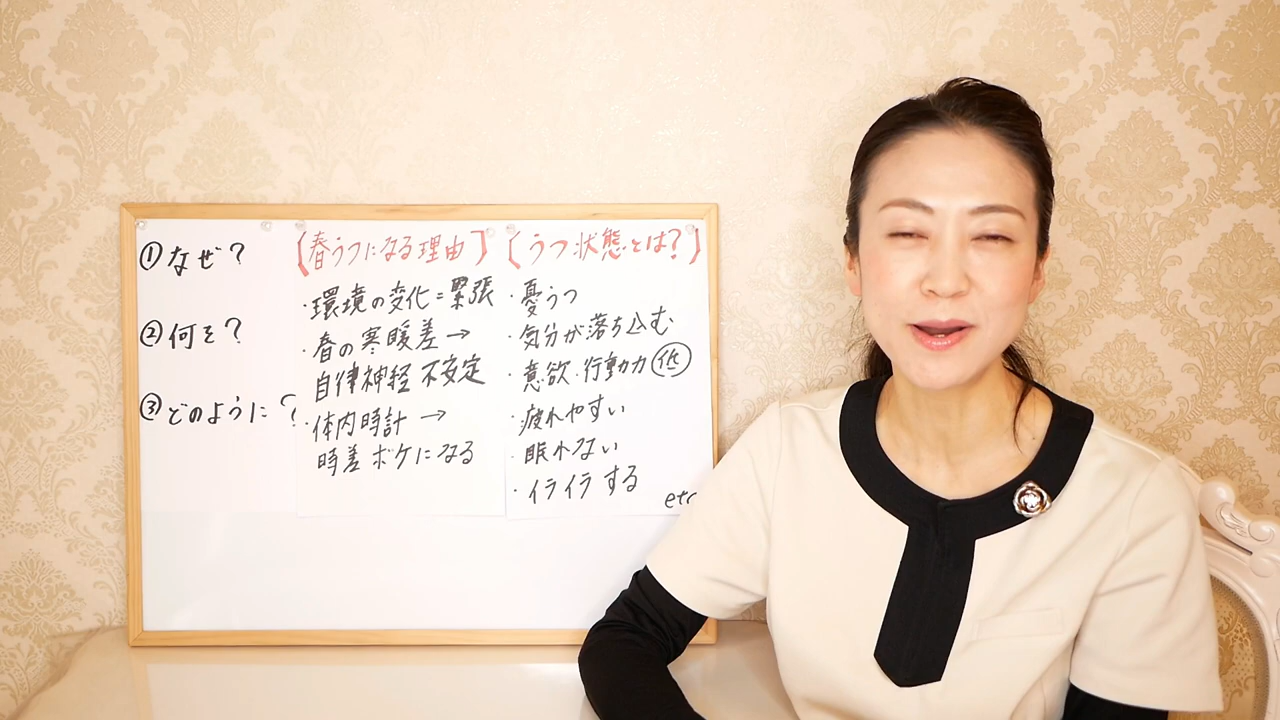 ①なぜ?
②何を?
③どのように?
【春うつになる理由】
・環境の変化=緊張
・春の寒暖差→
自律神経不安定
・体内時計→
時差ボケになる
【うつ状態とは?】
・憂うつ
・気分が落ち込む
・意欲・行動力低
・疲れやすい
・眠れない
・イライラする
etc